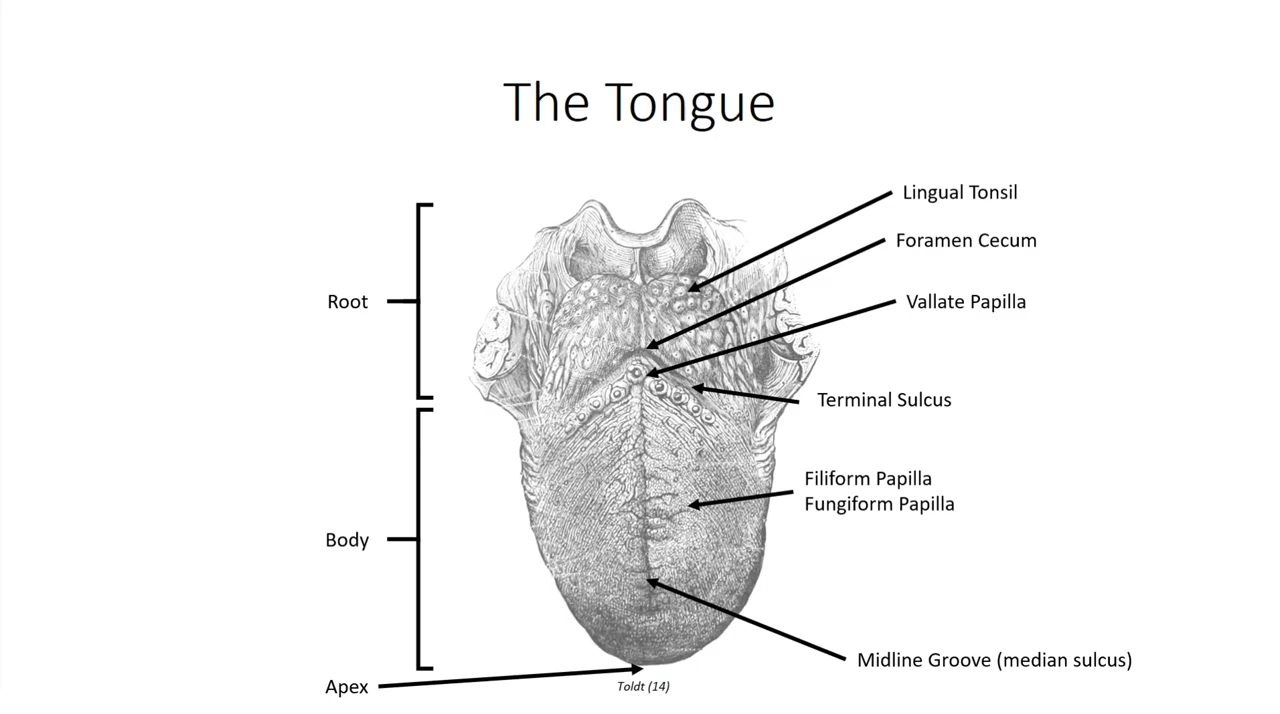 The Tongue
Lingual Tonsil
Foramen Cecum
Root
Vallate Papilla
Terminal Sulcus
Filiform Papilla
Fungiform Papilla
Body
Midline Groove (median sulcus)
Apex
Toldt (14)